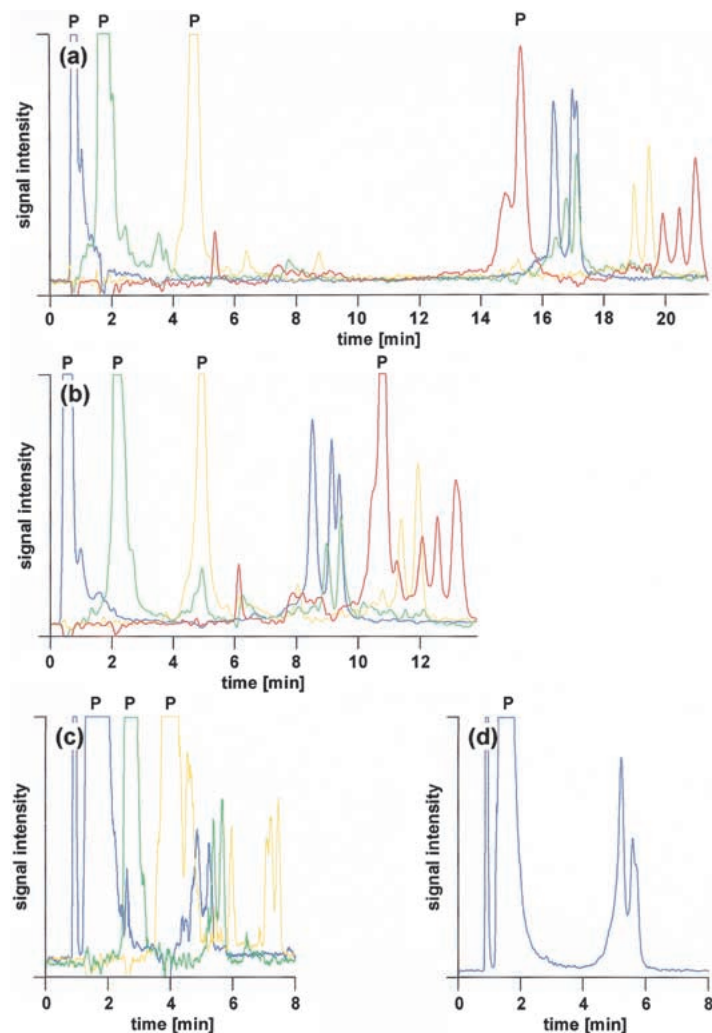 P P P P
(a)
signal intensity
0 2 4 6 8 10 12 14 16 18 20
time [min]
P P P P
(b)
signal intensity
0 2 4 6 8 10 12
time [min]
P P P
(c)
signal intensity
0 2 4 6 8
time [min]
P
(d)
signal intensity
0 2 4 6 8
time [min]